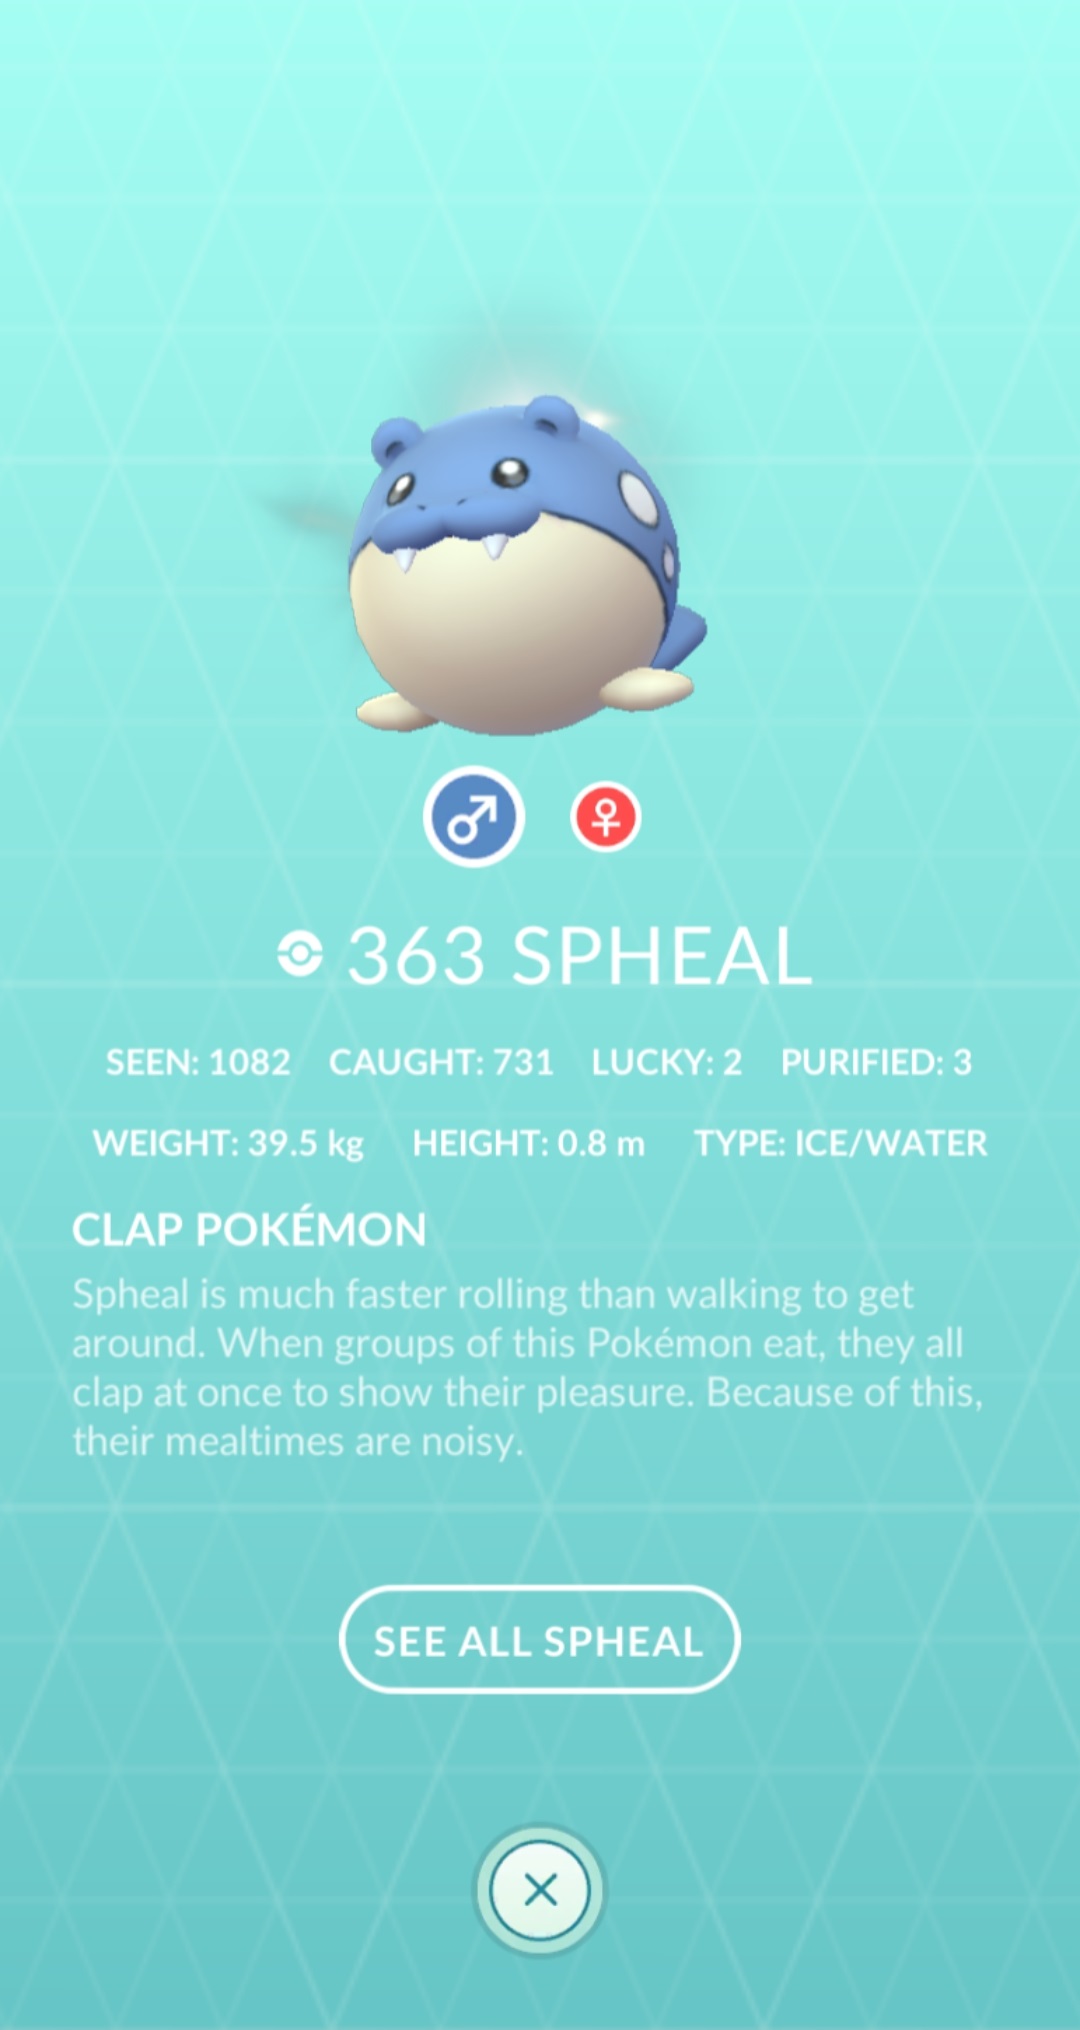 363 SPHEAL
SEEN: 1082 CAUGHT: 731 LUCKY: 2 PURIFIED: 3
WEIGHT: 39.5 kg HEIGHT: 0.8 m TYPE: ICE/WATER
CLAP POKÉMON
Spheal is much faster rolling than walking to get
around. When groups of this Pokémon eat, they all
clap at once to show their pleasure. Because of this,
their mealtimes are noisy.
SEE ALL SPHEAL